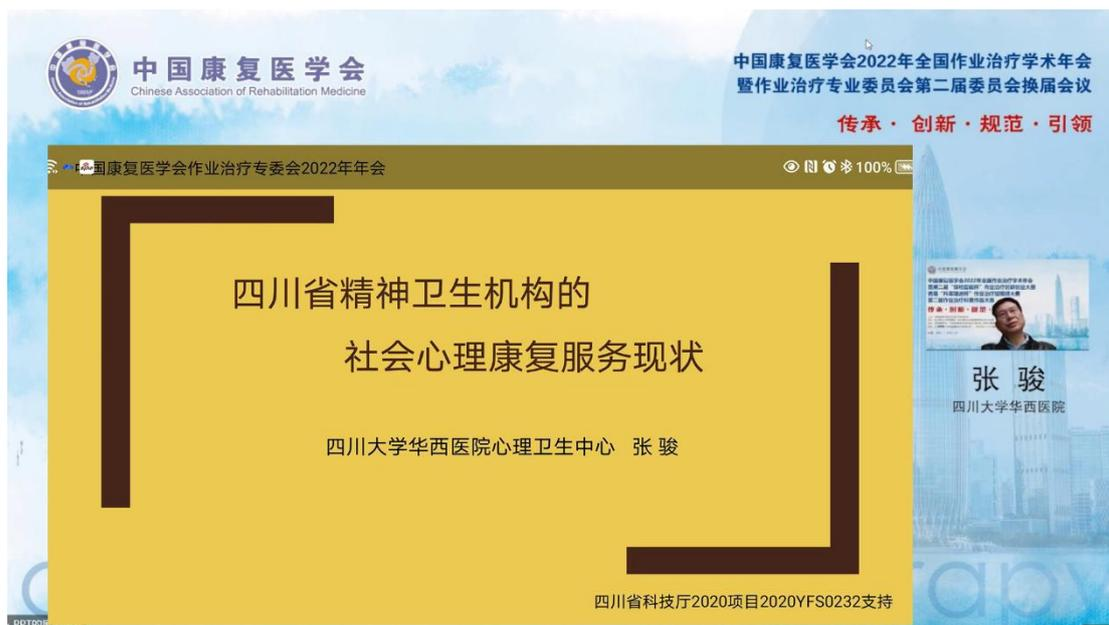 中国康复医学会
Chinese Association of Rehabilitation Medicine
中国康复医学会2022年全国作业治疗学术年会
暨作业治疗专业委员会第二届委员会换届会议
传承 · 创新 · 规范 · 引领
国康复医学会作业治疗专委会2022年年会
100%
四川省精神卫生机构的
社会心理康复服务现状
四川大学华西医院心理卫生中心 张 骏
四川省科技厅2020项目2020YFS0232支持
张 骏
四川大学华西医院